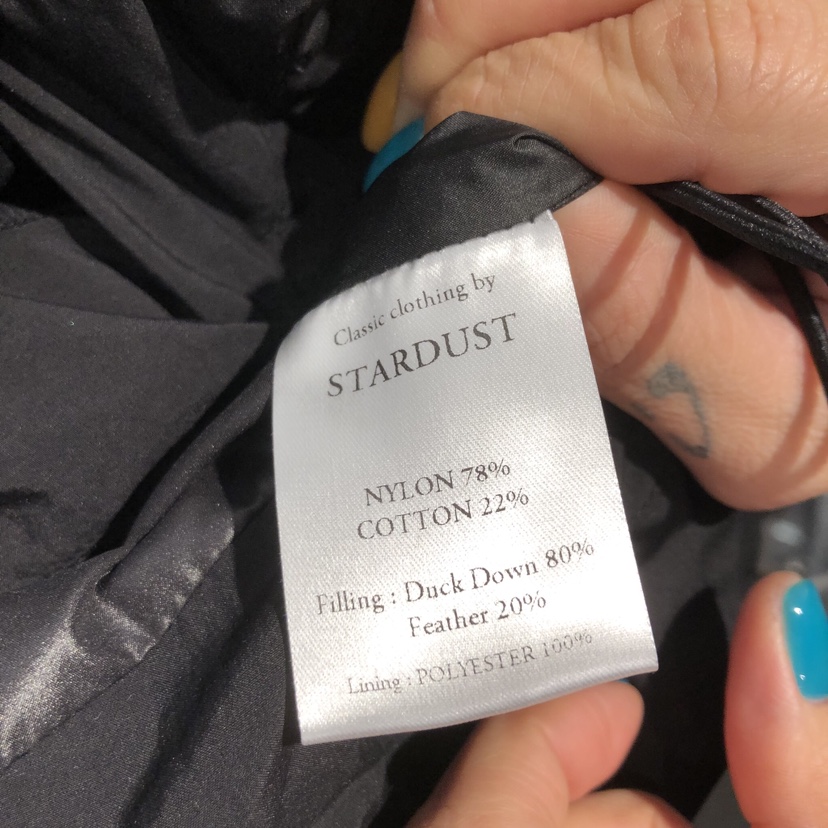 Classic clothing by
STARDUST
NYLON 78%
COTTON 22%
Filling : Duck Down 80%
Feather 20%
Lining : POLYESTER 100%